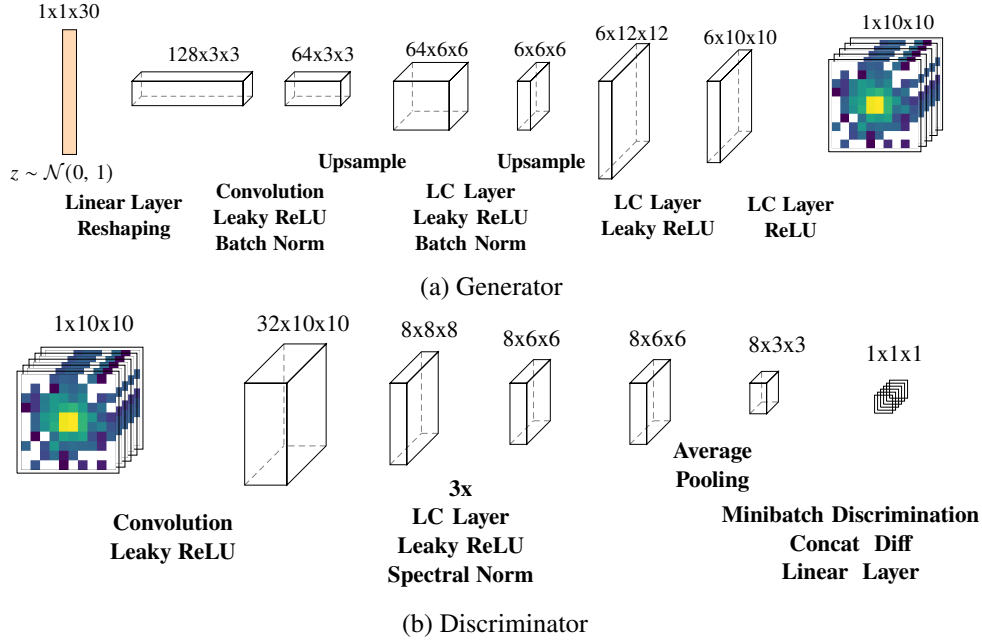 1x1x30
128x3x3
64x3x3
64x6x6
6x6x6
6x12x12
6x10x10
1x10x10
z ∼ 𝒩(0, 1)
Linear Layer
Reshaping
Convolution
Leaky ReLU
Batch Norm
Upsample
LC Layer
Leaky ReLU
Batch Norm
Upsample
LC Layer
Leaky ReLU
LC Layer
ReLU
(a) Generator
1x10x10
32x10x10
8x8x8
8x6x6
8x6x6
8x3x3
1x1x1
Convolution
Leaky ReLU
3x
LC Layer
Leaky ReLU
Spectral Norm
Average
Pooling
Minibatch Discrimination
Concat Diff
Linear Layer
(b) Discriminator